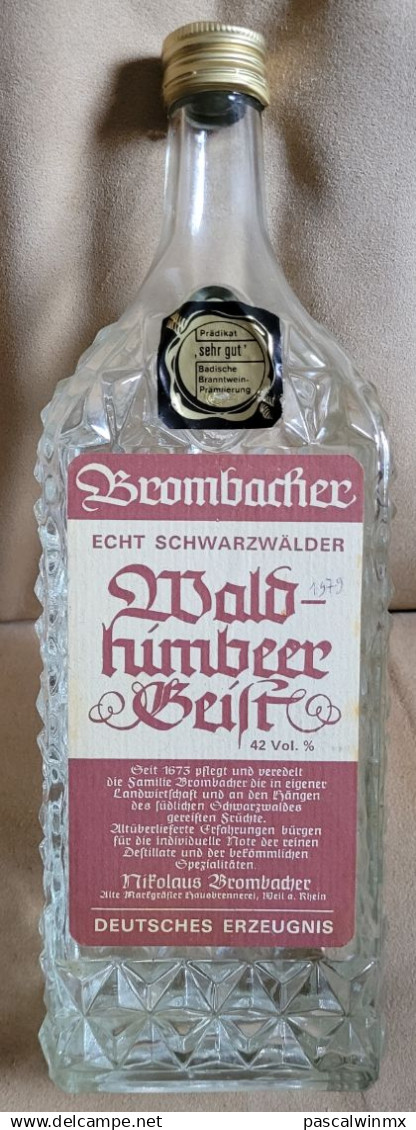 Prädikat
„sehr gut"
Badische
Branntwein-
Prämiierung
Brombacher
ECHT SCHWARZWÄLDER
Wald-
himbeer
Geist
1979
42 Vol. %
Seit 1673 pflegt und veredelt
die Familie Brombacher die in eigener
Landwirtschaft und an den Hängen
des südlichen Schwarzwaldes
gereiften Früchte.
Altüberlieferte Erfahrungen bürgen
für die individuelle Note der reinen
Destillate und der bekömmlichen
Spezialitäten.
Nikolaus Brombacher
Alte Markgräfler Hausbrennerei, Weil a. Rhein
DEUTSCHES ERZEUGNIS
delcampe.net
pascalwinmx